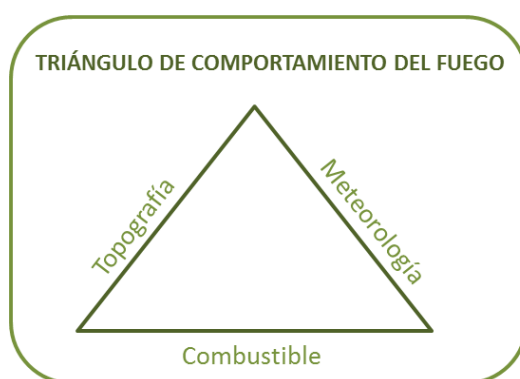 TRIÁNGULO DE COMPORTAMIENTO DEL FUEGO
Topografía
Meteorología
Combustible